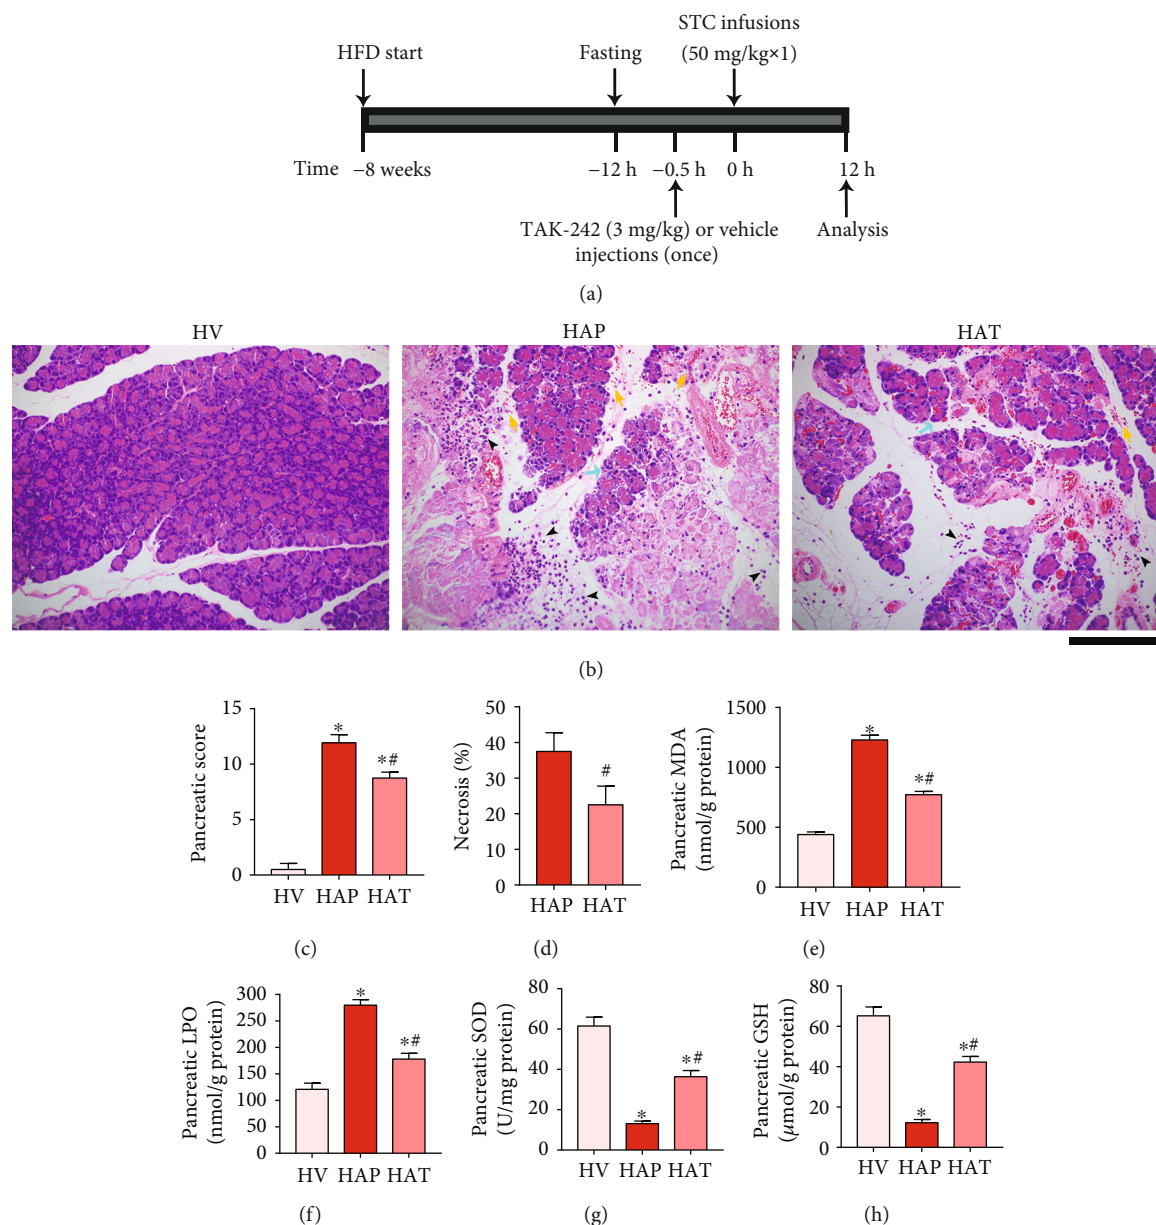 STC infusions
HFD start
Fasting
(50 mg/kg×1)
Time
−8 weeks
−12 h
−0.5 h
0 h
12 h
TAK-242 (3 mg/kg) or vehicle
injections (once)
Analysis
(a)
HV
HAP
HAT
(b)
Pancreatic score
15
10
5
0
*
*#
HV
HAP
HAT
(c)
Necrosis (%)
50
40
30
20
10
0
#
HAP
HAT
(d)
Pancreatic MDA
(nmol/g protein)
1500
1000
500
0
*
*#
HV
HAP
HAT
(e)
Pancreatic LPO
(nmol/g protein)
300
250
200
150
100
50
0
*
*#
HV
HAP
HAT
(f)
Pancreatic SOD
(U/mg protein)
80
60
40
20
0
*
*#
HV
HAP
HAT
(g)
Pancreatic GSH
(μmol/g protein)
80
60
40
20
0
*
*#
HV
HAP
HAT
(h)